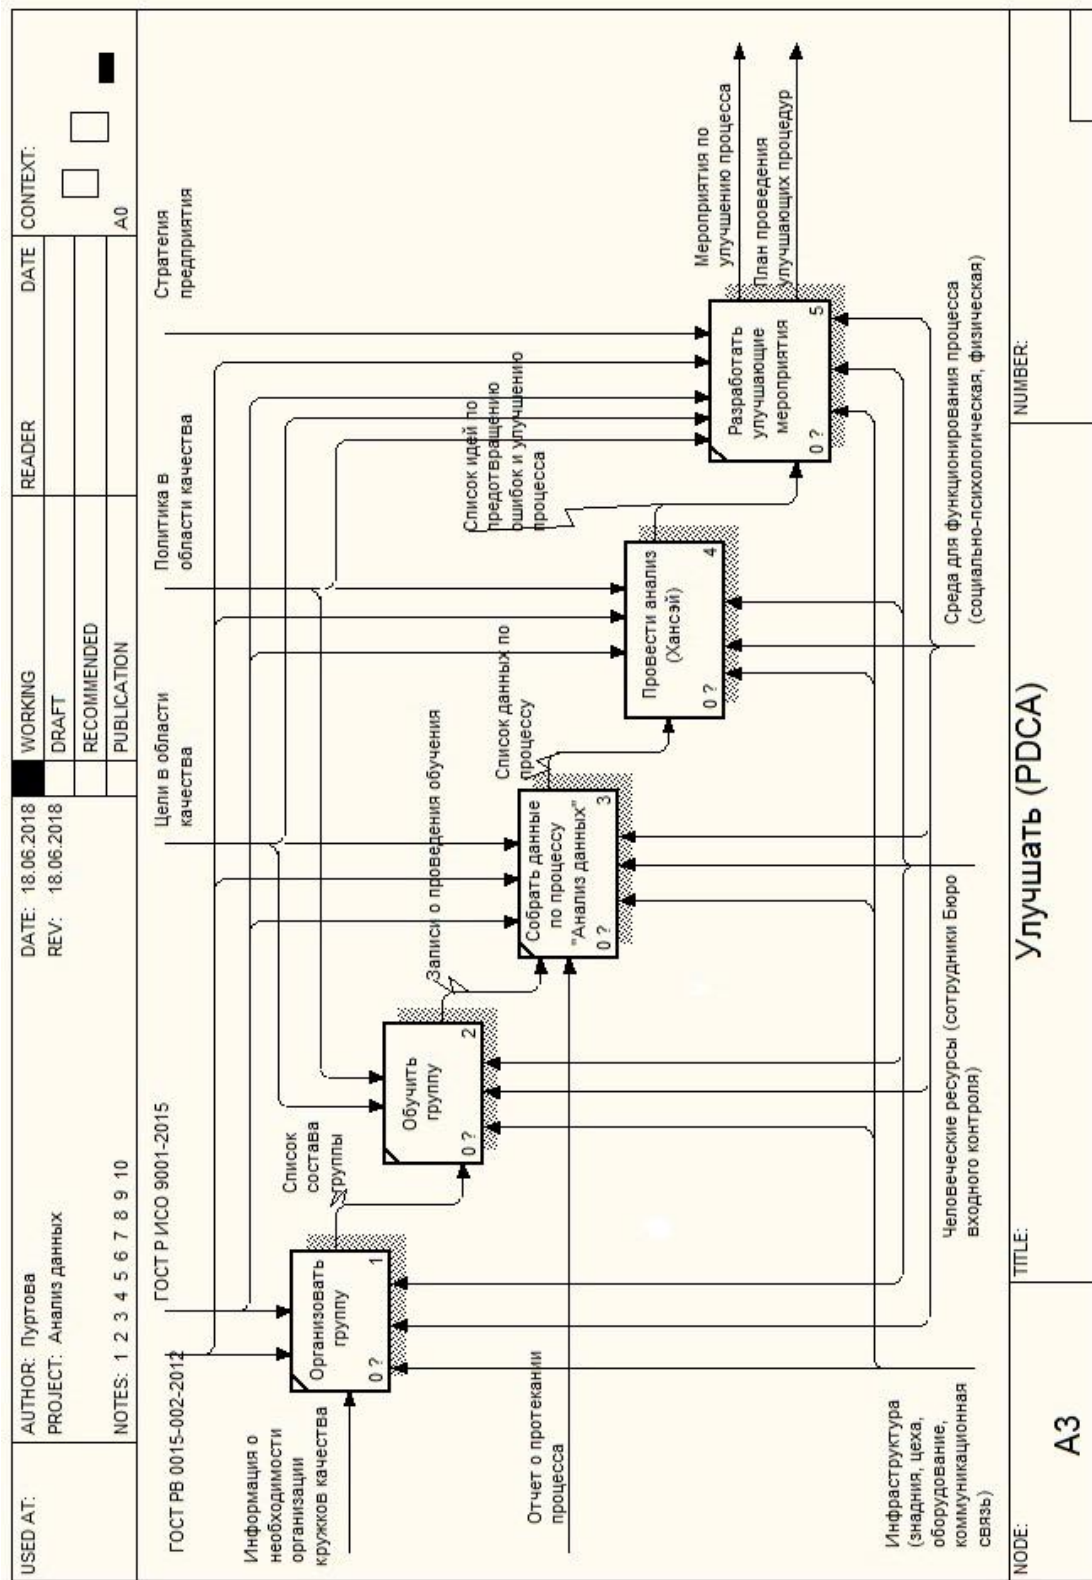 USED AT:
AUTHOR: Пуртова
DATE: 18.06.2018
PROJECT: Анализ данных
REV: 18.06.2018
NOTES: 1 2 3 4 5 6 7 8 9 10
WORKING
DRAFT
RECOMMENDED
PUBLICATION
READER
DATE
CONTEXT:
A0
ГОСТ РВ 0015-002-2012
ГОСТ Р ИСО 9001-2015
Цели в области
качества
Политика в
области качества
Стратегия
предприятия
Информация о
необходимости
организации
кружков качества
Организовать
группу
0 ?
1
Список
состава
группы
Обучить
группу
0 ?
2
Записи о проведения обучения
Отчет о протекании
процесса
Собрать данные
по процессу
"Анализ данных"
0 ?
3
Список данных по
процессу
Провести анализ
(Хансэй)
0 ?
4
Список идей по
предотвращению
ошибок и улучшению
процесса
Разработать
улучшающие
мероприятия
0 ?
5
Мероприятия по
улучшению процесса
План проведения
улучшающих процедур
Инфраструктура
(знадния, цеха,
оборудование,
коммуникационная
связь)
Человеческие ресурсы (сотрудники Бюро
входного контроля)
Среда для функционирования процесса
(социально-психологическая, физическая)
NODE:
A3
TITLE:
Улучшать (PDCA)
NUMBER: